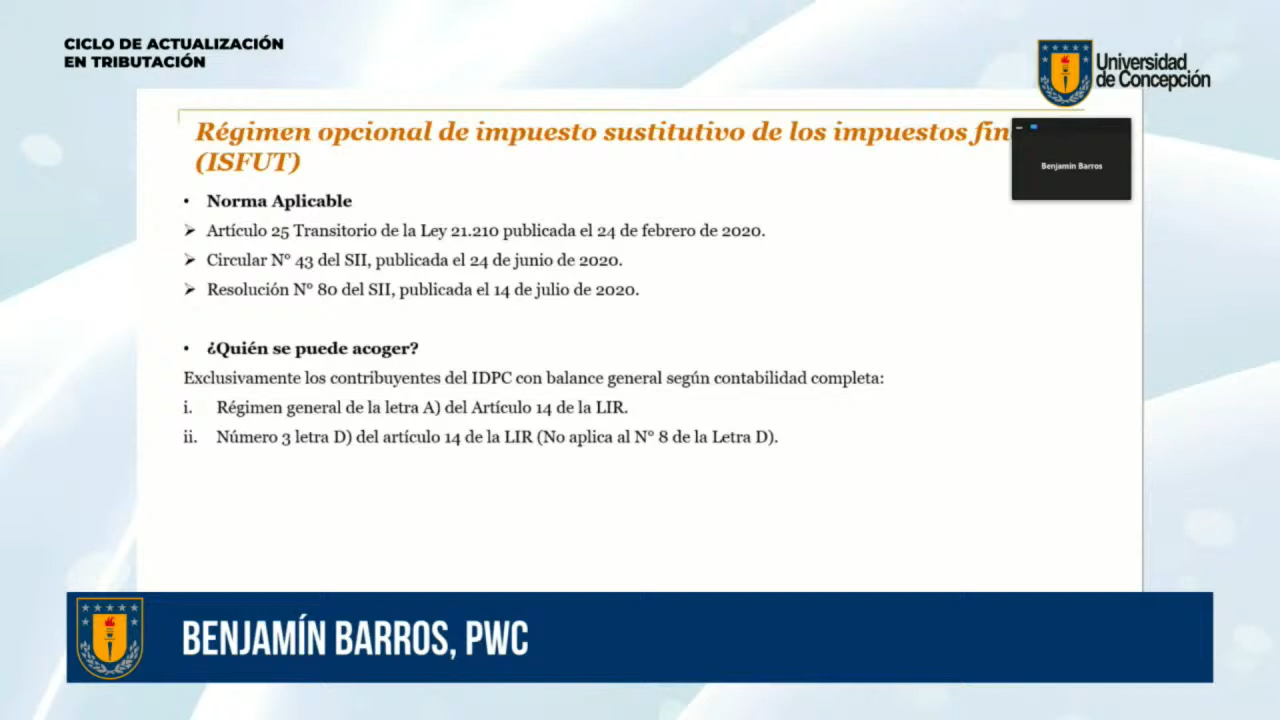 CICLO DE ACTUALIZACIÓN
EN TRIBUTACIÓN
Universidad
de Concepción
Régimen opcional de impuesto sustitutivo de los impuestos fin
(ISFUT)
Benjamín Barros
• Norma Aplicable
➢ Artículo 25 Transitorio de la Ley 21.210 publicada el 24 de febrero de 2020.
➢ Circular N° 43 del SII, publicada el 24 de junio de 2020.
➢ Resolución N° 80 del SII, publicada el 14 de julio de 2020.
• ¿Quién se puede acoger?
Exclusivamente los contribuyentes del IDPC con balance general según contabilidad completa:
i. Régimen general de la letra A) del Artículo 14 de la LIR.
ii. Número 3 letra D) del artículo 14 de la LIR (No aplica al N° 8 de la Letra D).
BENJAMÍN BARROS, PWC